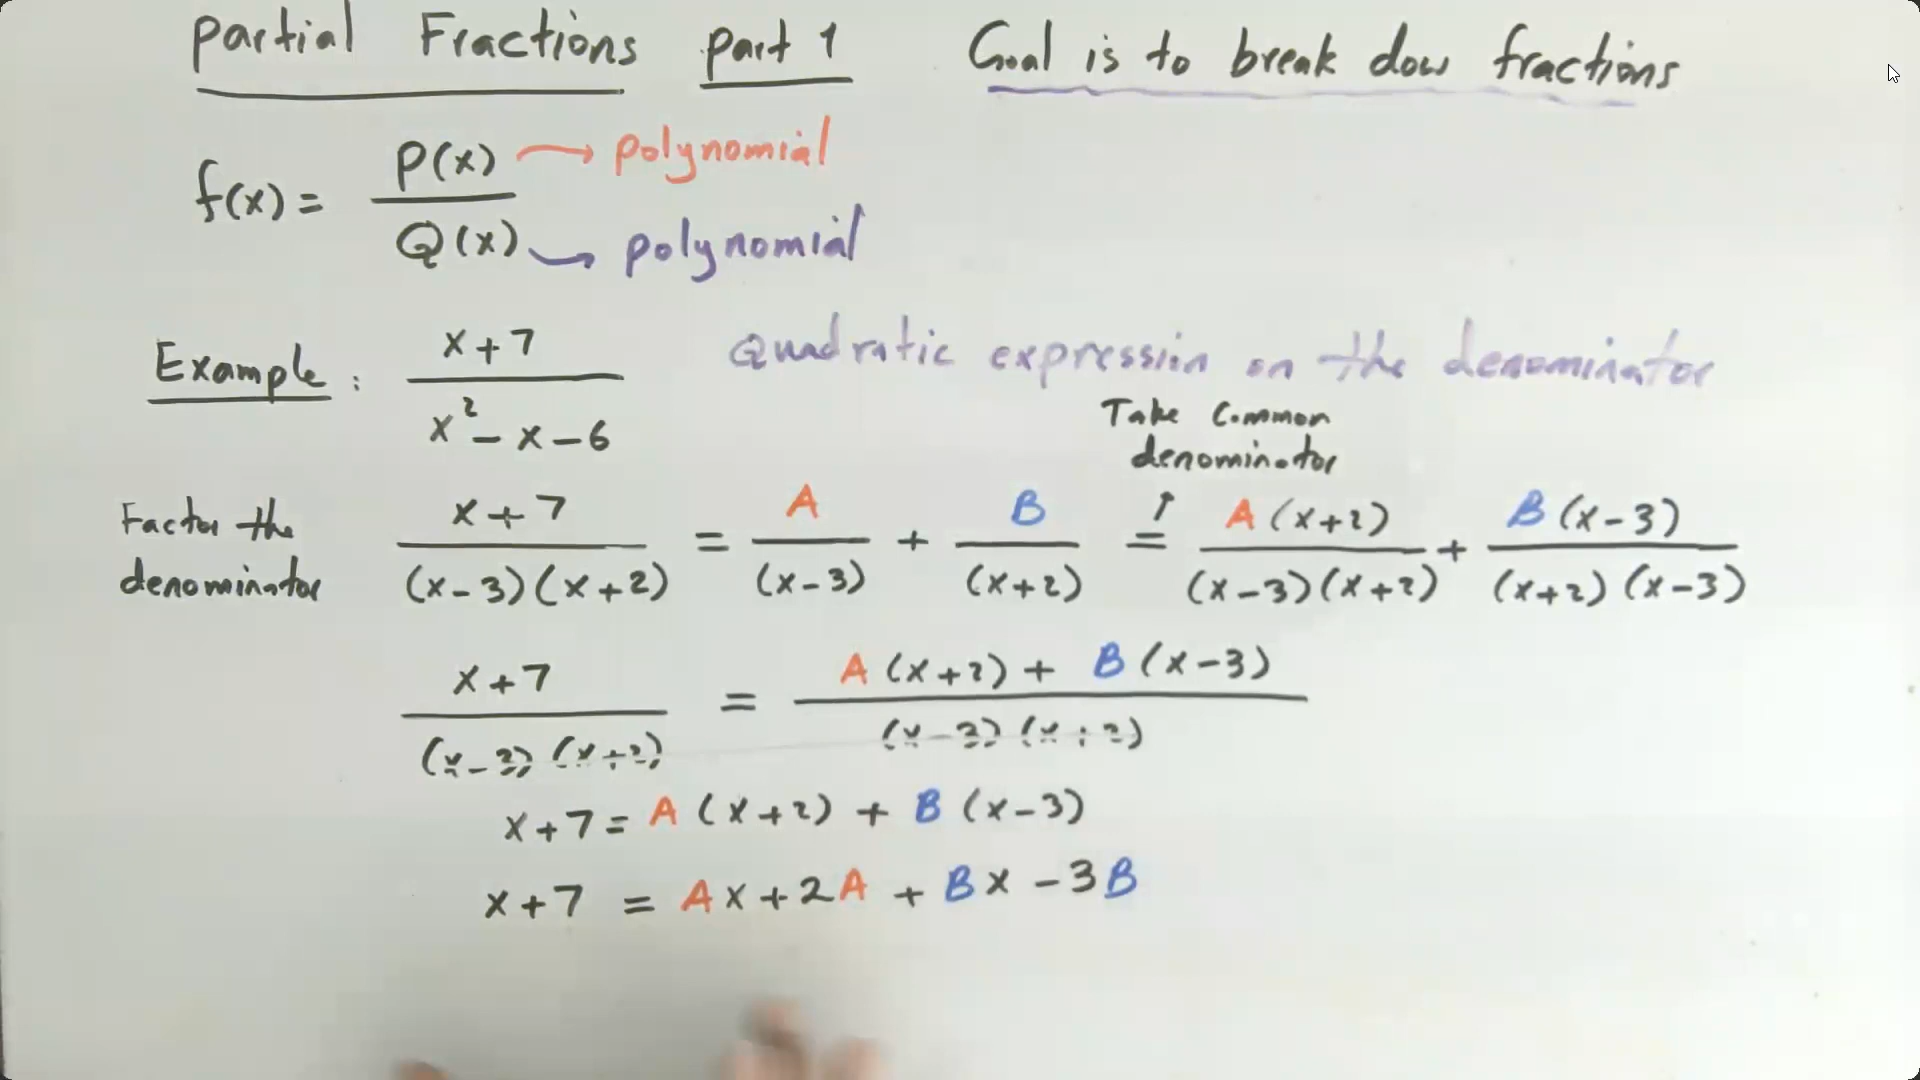 Partial Fractions part 1 Goal is to break dow fractions
f(x) = P(x) / Q(x) → polynomial → polynomial
Example : x+7 / x² - x - 6 Quadratic expression on the denominator
Take Common
denominator
Factor the denominator x+7 / (x-3)(x+2) = A / (x-3) + B / (x+2) = A(x+2) / (x-3)(x+2) + B(x-3) / (x+2)(x-3)
x+7 / (x-3)(x+2) = A(x+2) + B(x-3) / (x-3)(x+2)
x+7 = A(x+2) + B(x-3)
x+7 = Ax + 2A + Bx - 3B